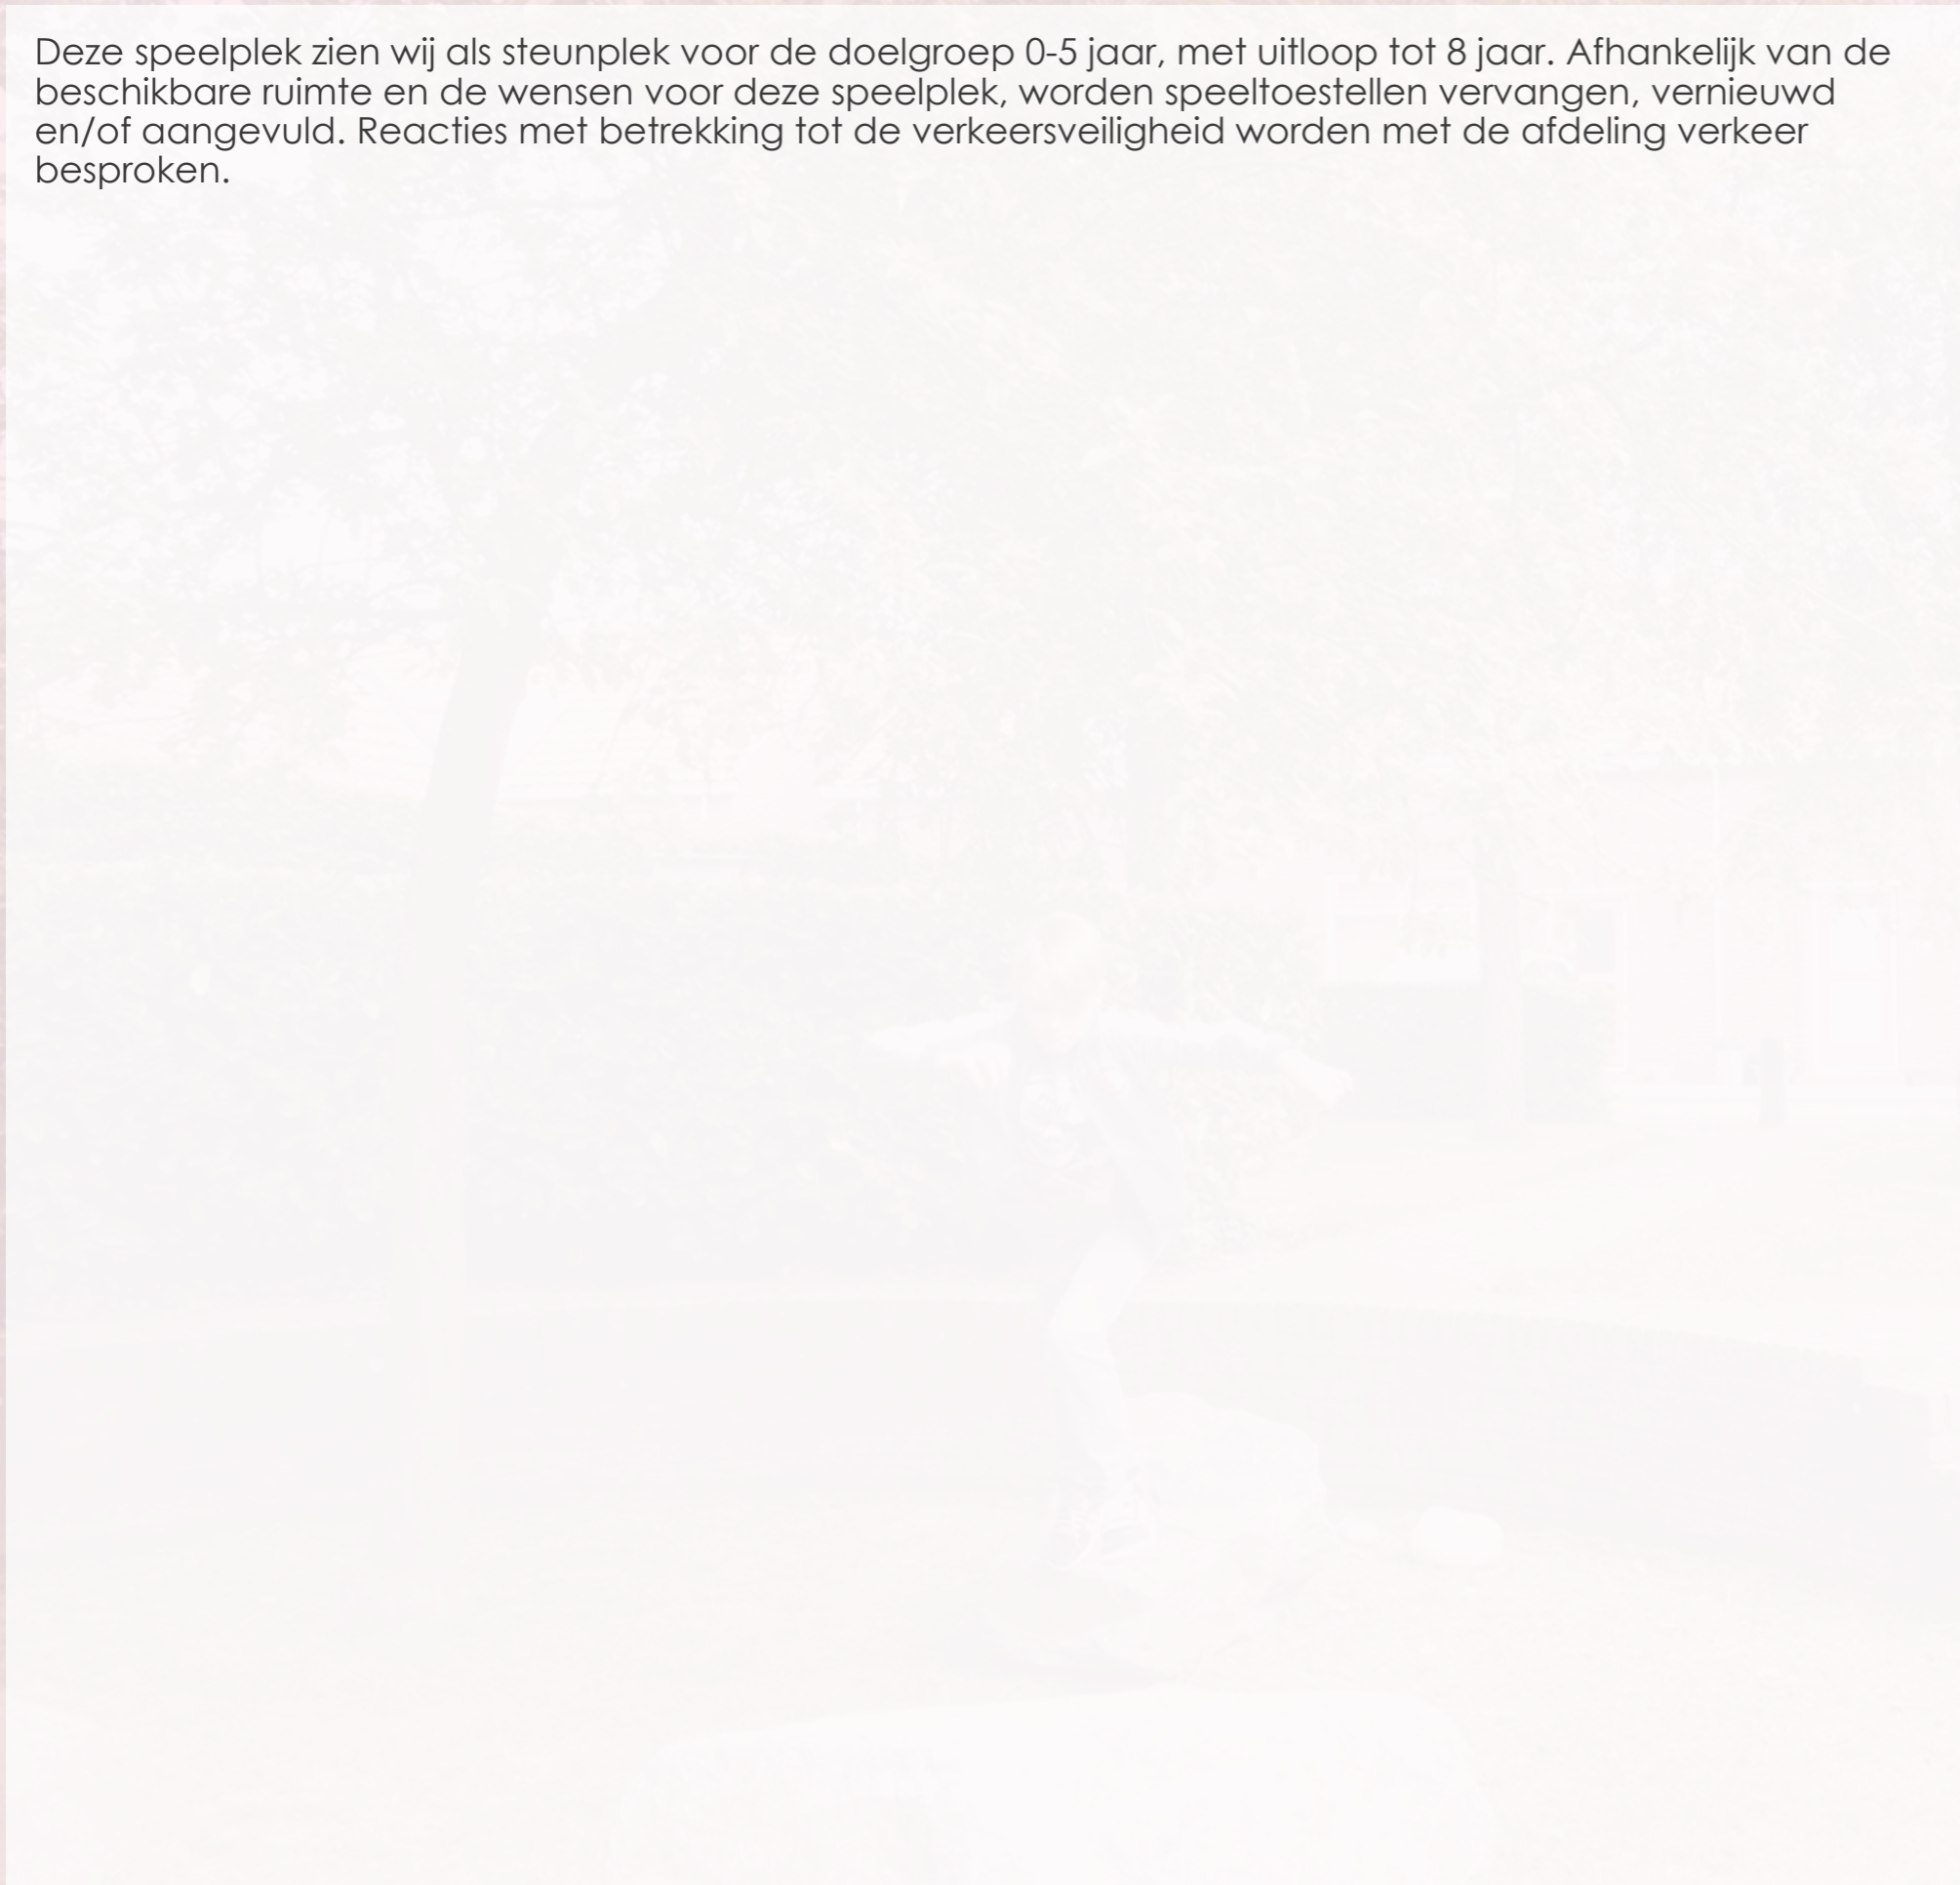 Deze speelplek zien wij als steunplek voor de doelgroep 0-5 jaar, met uitloop tot 8 jaar. Afhankelijk van de
beschikbare ruimte en de wensen voor deze speelplek, worden speeltoestellen vervangen, vernieuwd
en/of aangevuld. Reacties met betrekking tot de verkeersveiligheid worden met de afdeling verkeer
besproken.